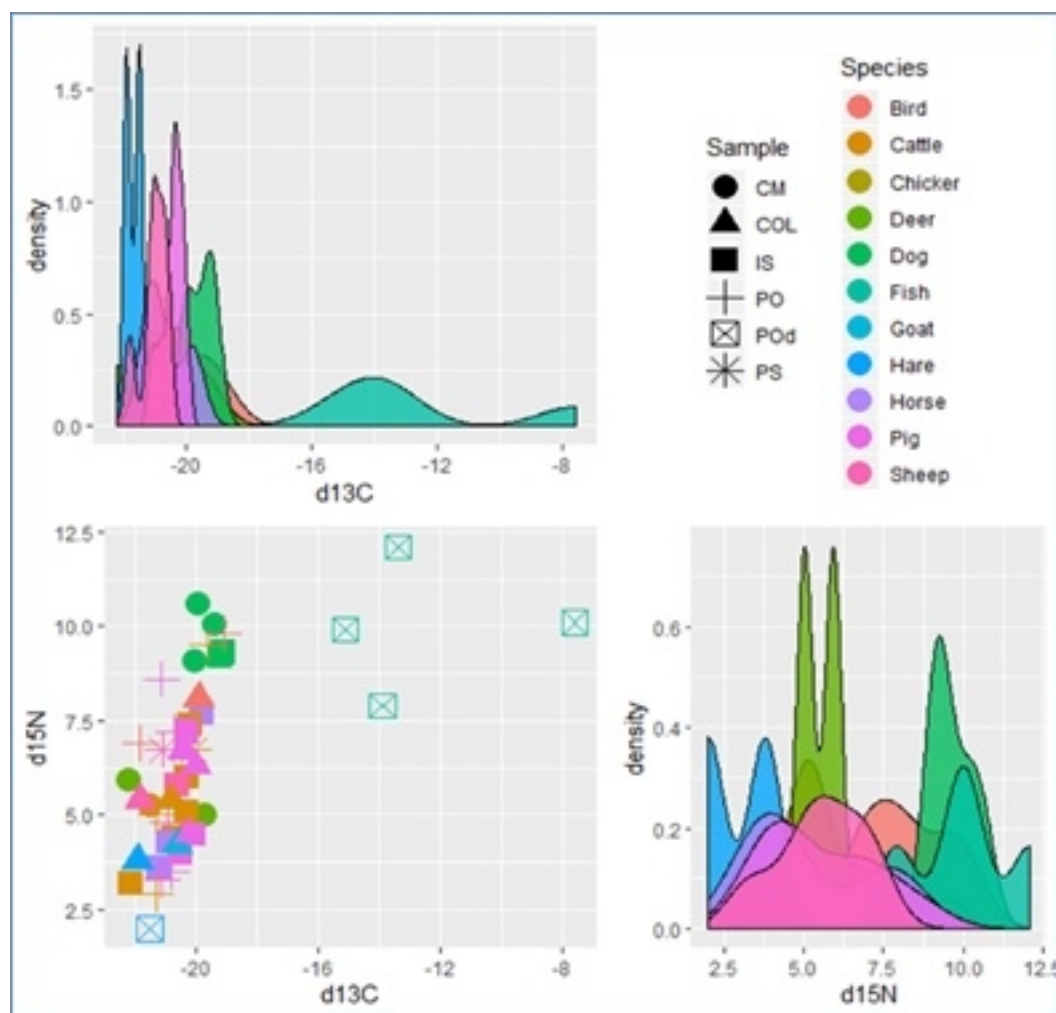 1.5
1.0
0.5
0.0
density
-20
-16
-12
-8
d13C
Sample
CM
COL
IS
PO
POd
PS
Species
Bird
Cattle
Chicker
Deer
Dog
Fish
Goat
Hare
Horse
Pig
Sheep
12.5
10.0
7.5
5.0
2.5
d15N
-20
-16
-12
-8
d13C
0.6
0.4
0.2
0.0
density
2.5
5.0
7.5
10.0
12.5
d15N